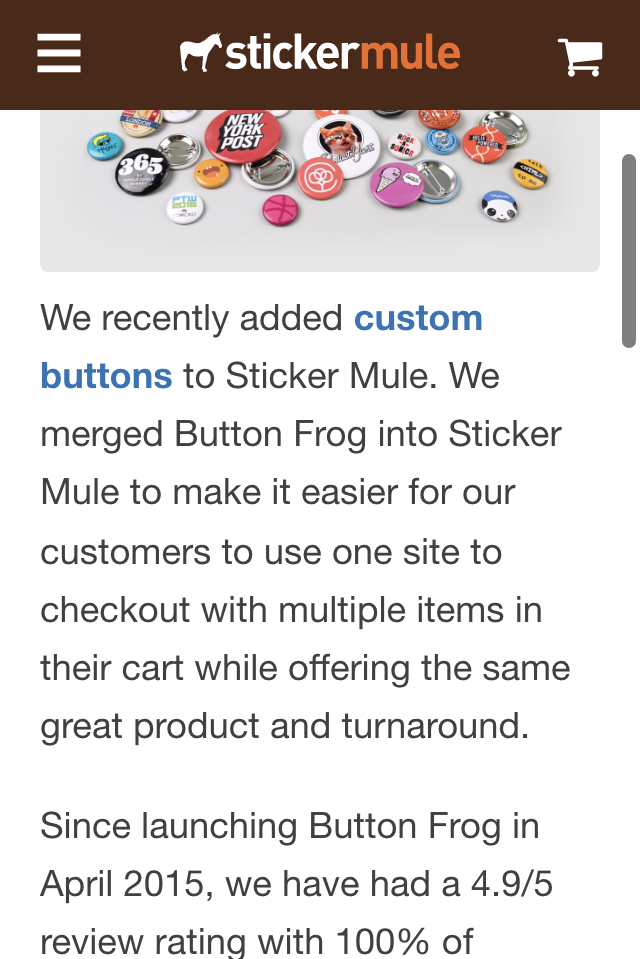 stickermule
LONDON
NEW
YORK
POST
365
ROCK
SONICS
<HTML>
FTW
2016
COMCAST
We recently added custom
buttons to Sticker Mule. We
merged Button Frog into Sticker
Mule to make it easier for our
customers to use one site to
checkout with multiple items in
their cart while offering the same
great product and turnaround.
Since launching Button Frog in
April 2015, we have had a 4.9/5
review rating with 100% of